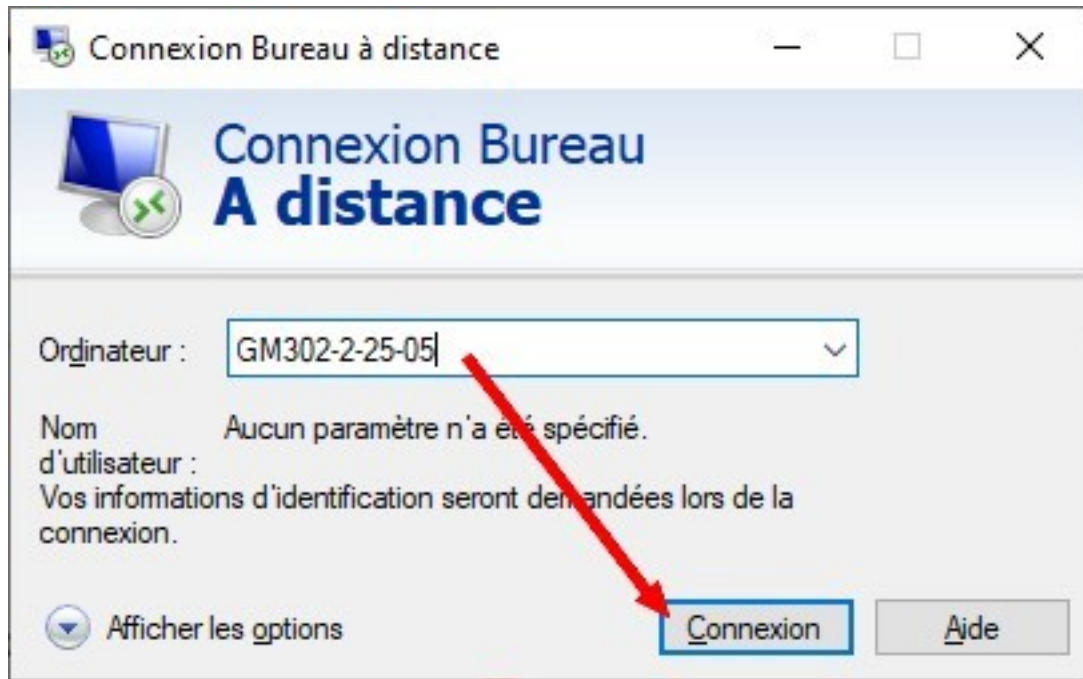 Connexion Bureau à distance
Connexion Bureau
A distance
Ordinateur :
GM302-2-25-05
Nom
d'utilisateur :
Aucun paramètre n'a été spécifié.
Vos informations d'identification seront demandées lors de la
connexion.
Afficher les options
Connexion
Aide